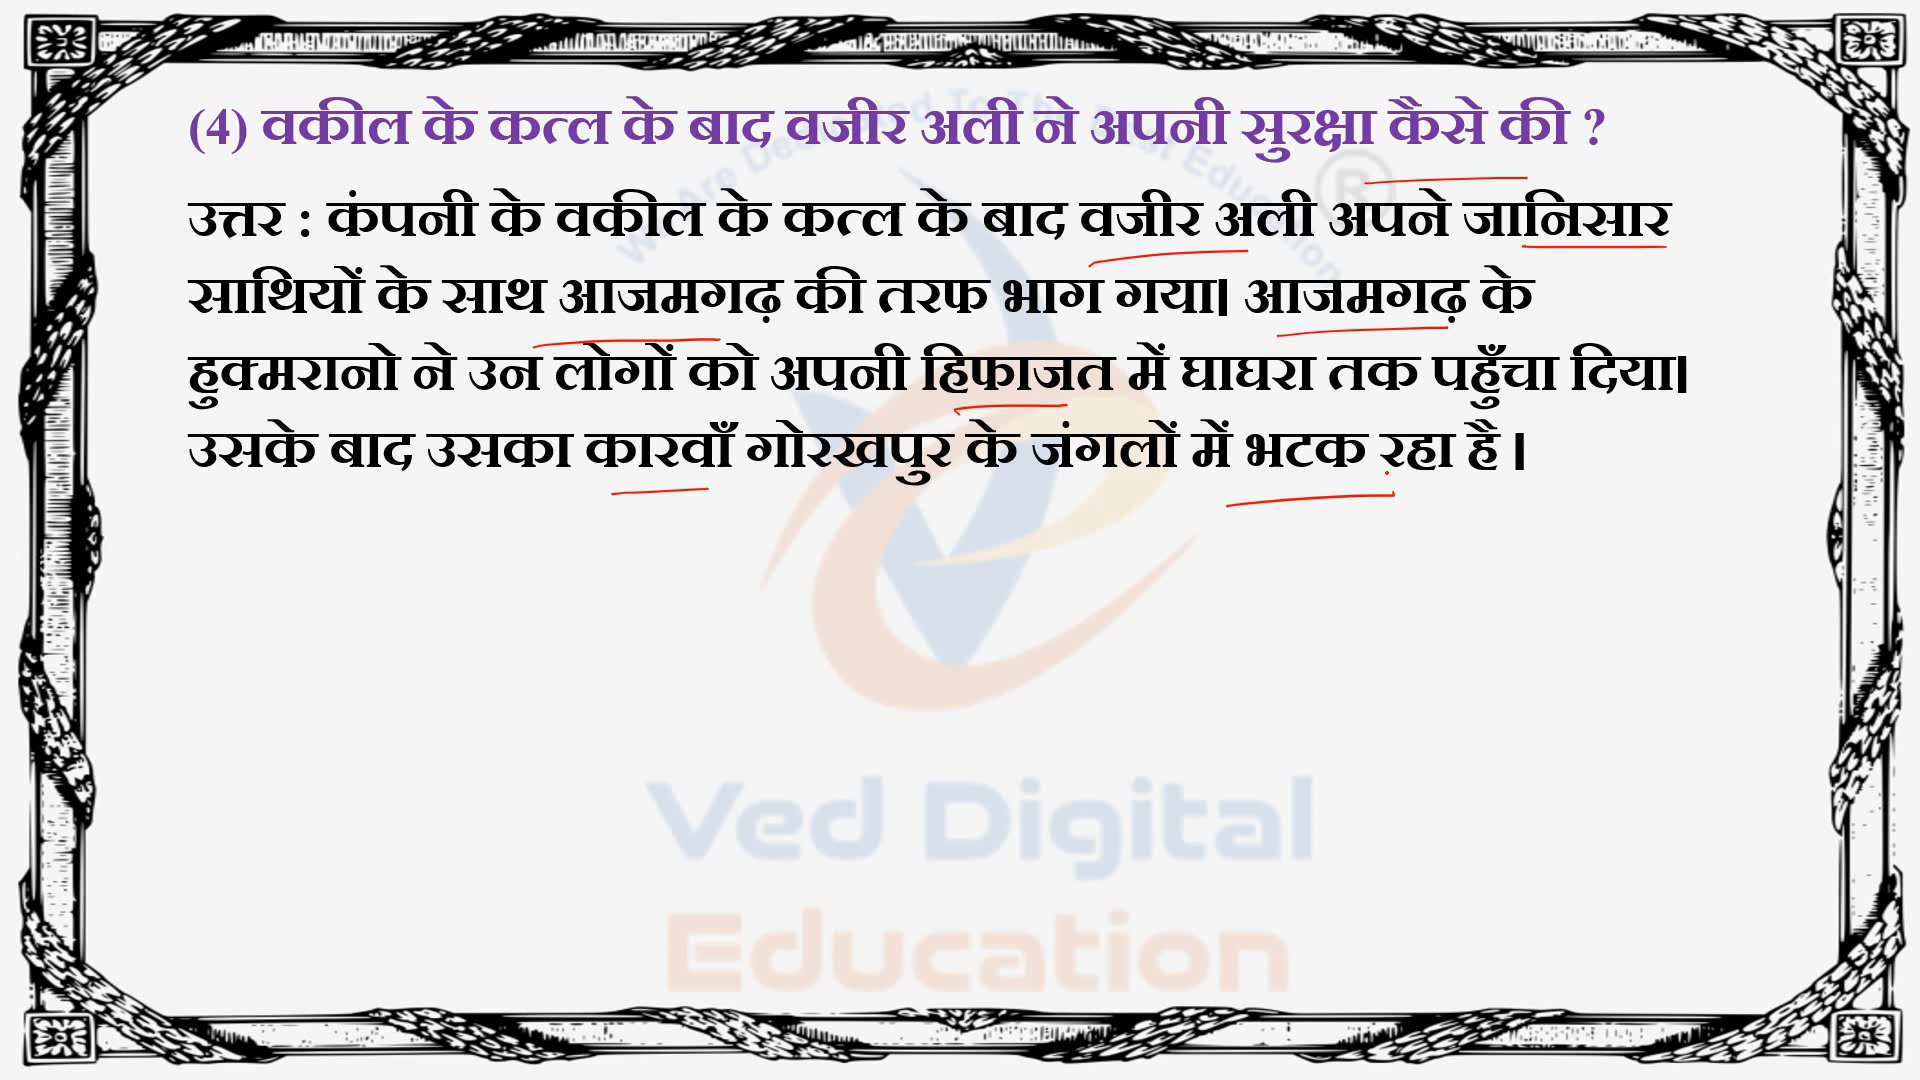 (4) वकील के कत्ल के बाद वजीर अली ने अपनी सुरक्षा कैसे की ?
उत्तर : कंपनी के वकील के कत्ल के बाद वजीर अली अपने जानिसार
साथियों के साथ आजमगढ़ की तरफ भाग गया। आजमगढ़ के
हुक्मरानो ने उन लोगों को अपनी हिफाजत में घाघरा तक पहुँचा दिया।
उसके बाद उसका कारवाँ गोरखपुर के जंगलों में भटक रहा है ।
Ved Digital
Education